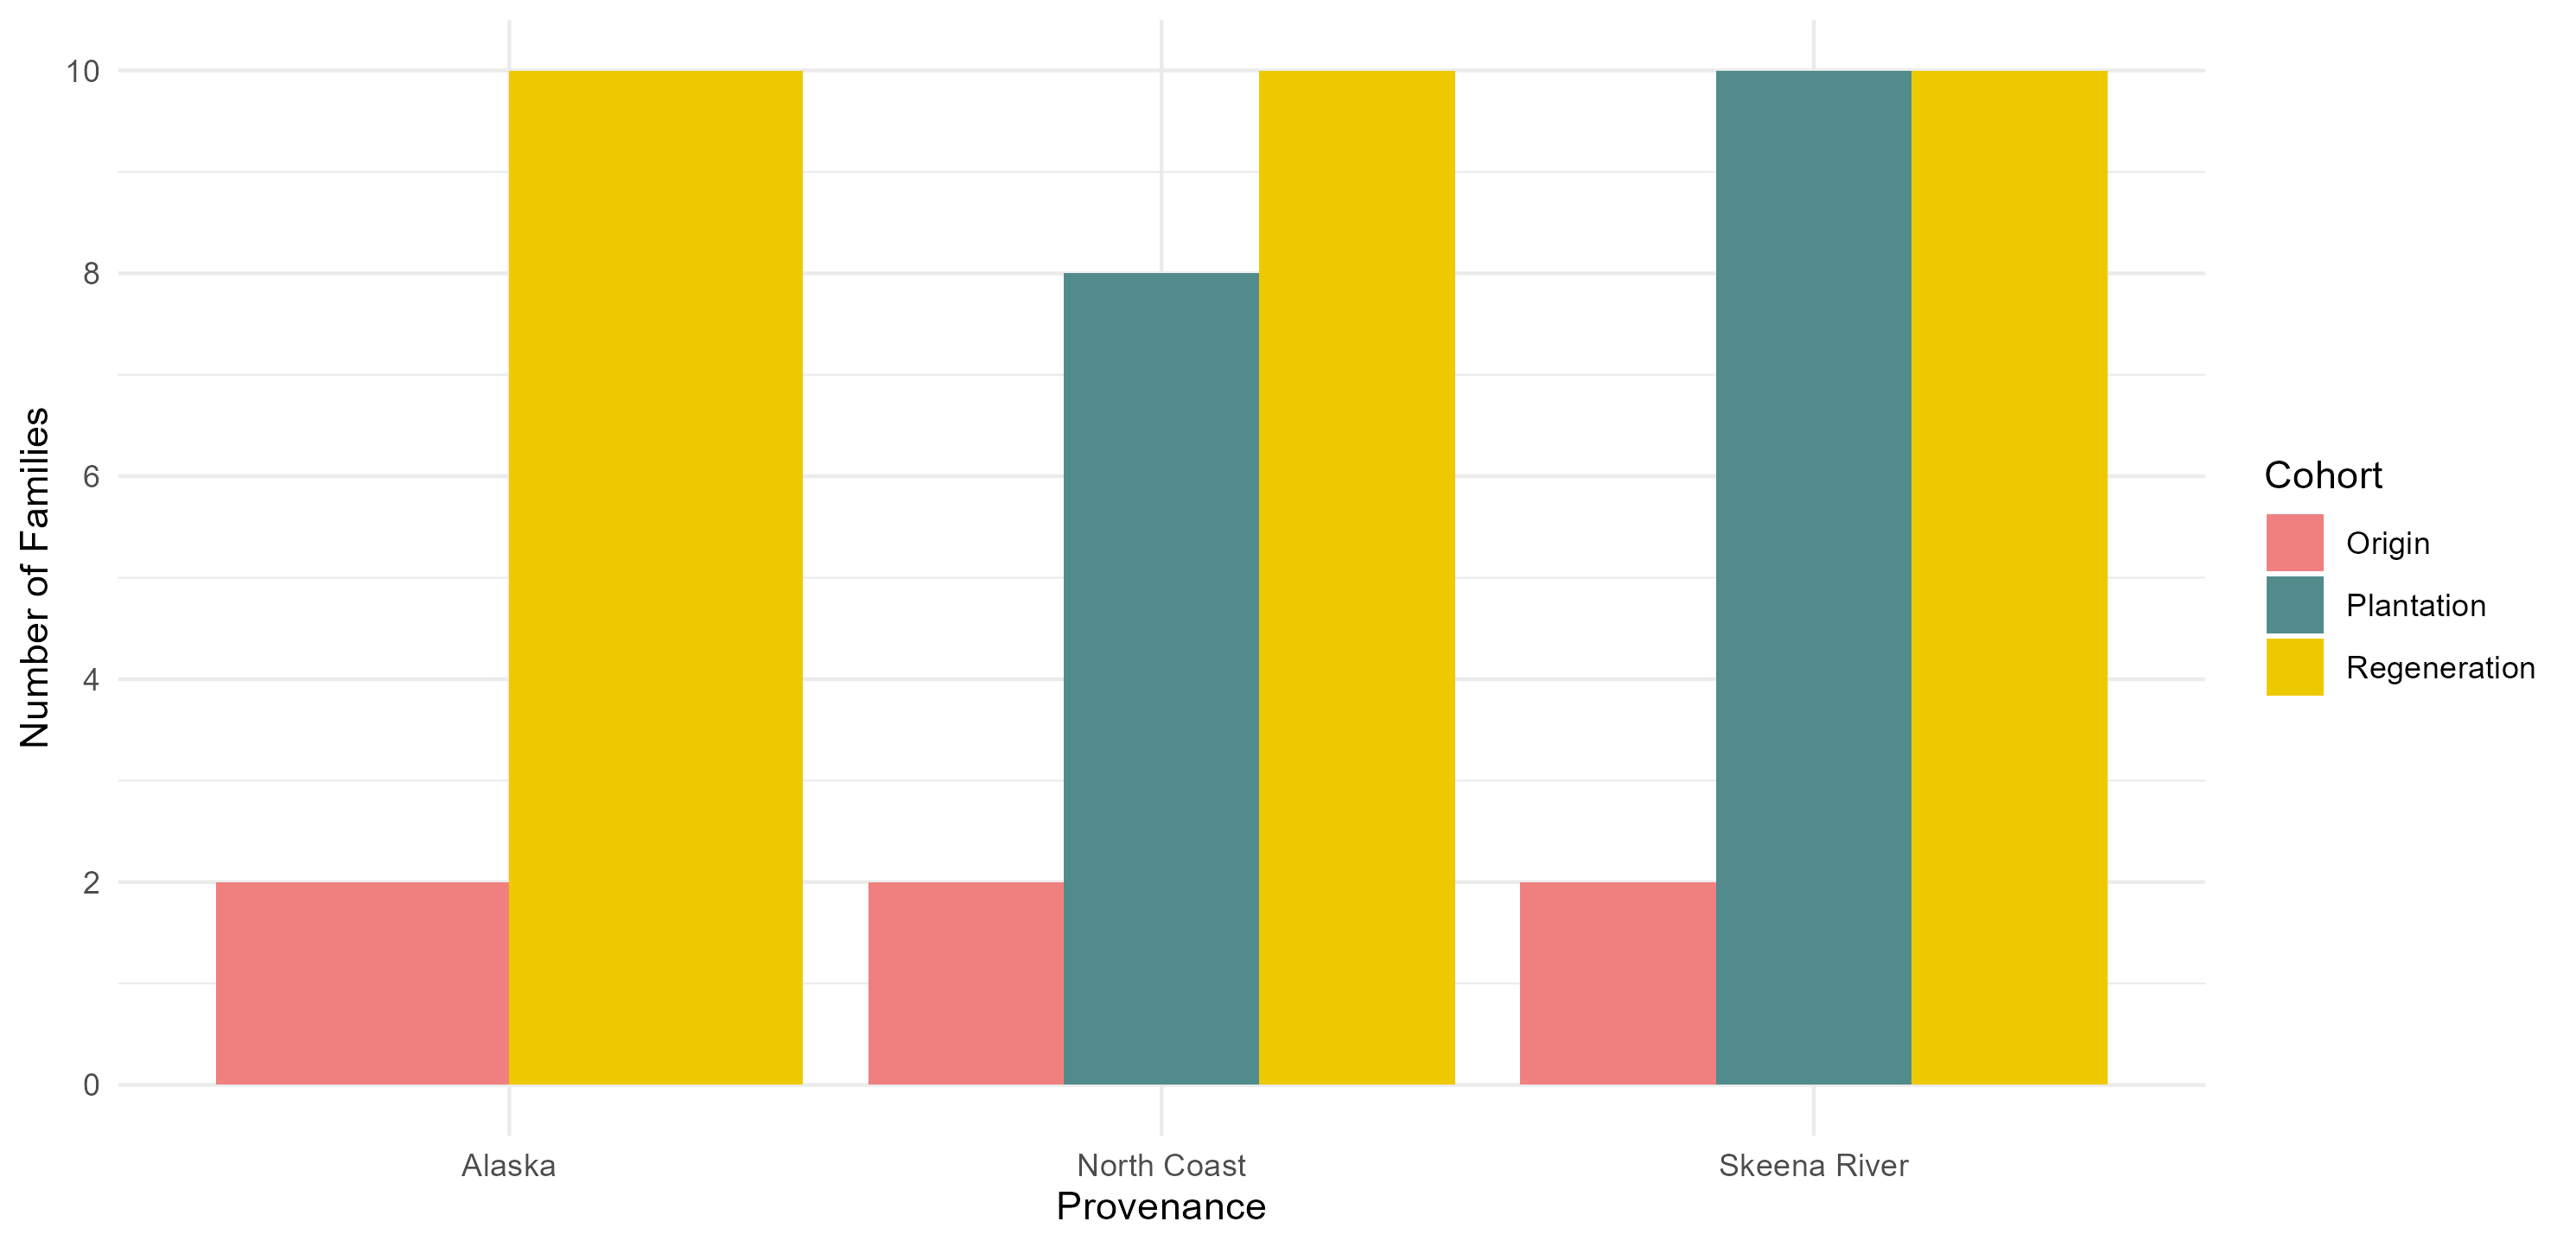 10
8
6
4
2
0
Number of Families
Alaska
North Coast
Skeena River
Provenance
Cohort
Origin
Plantation
Regeneration